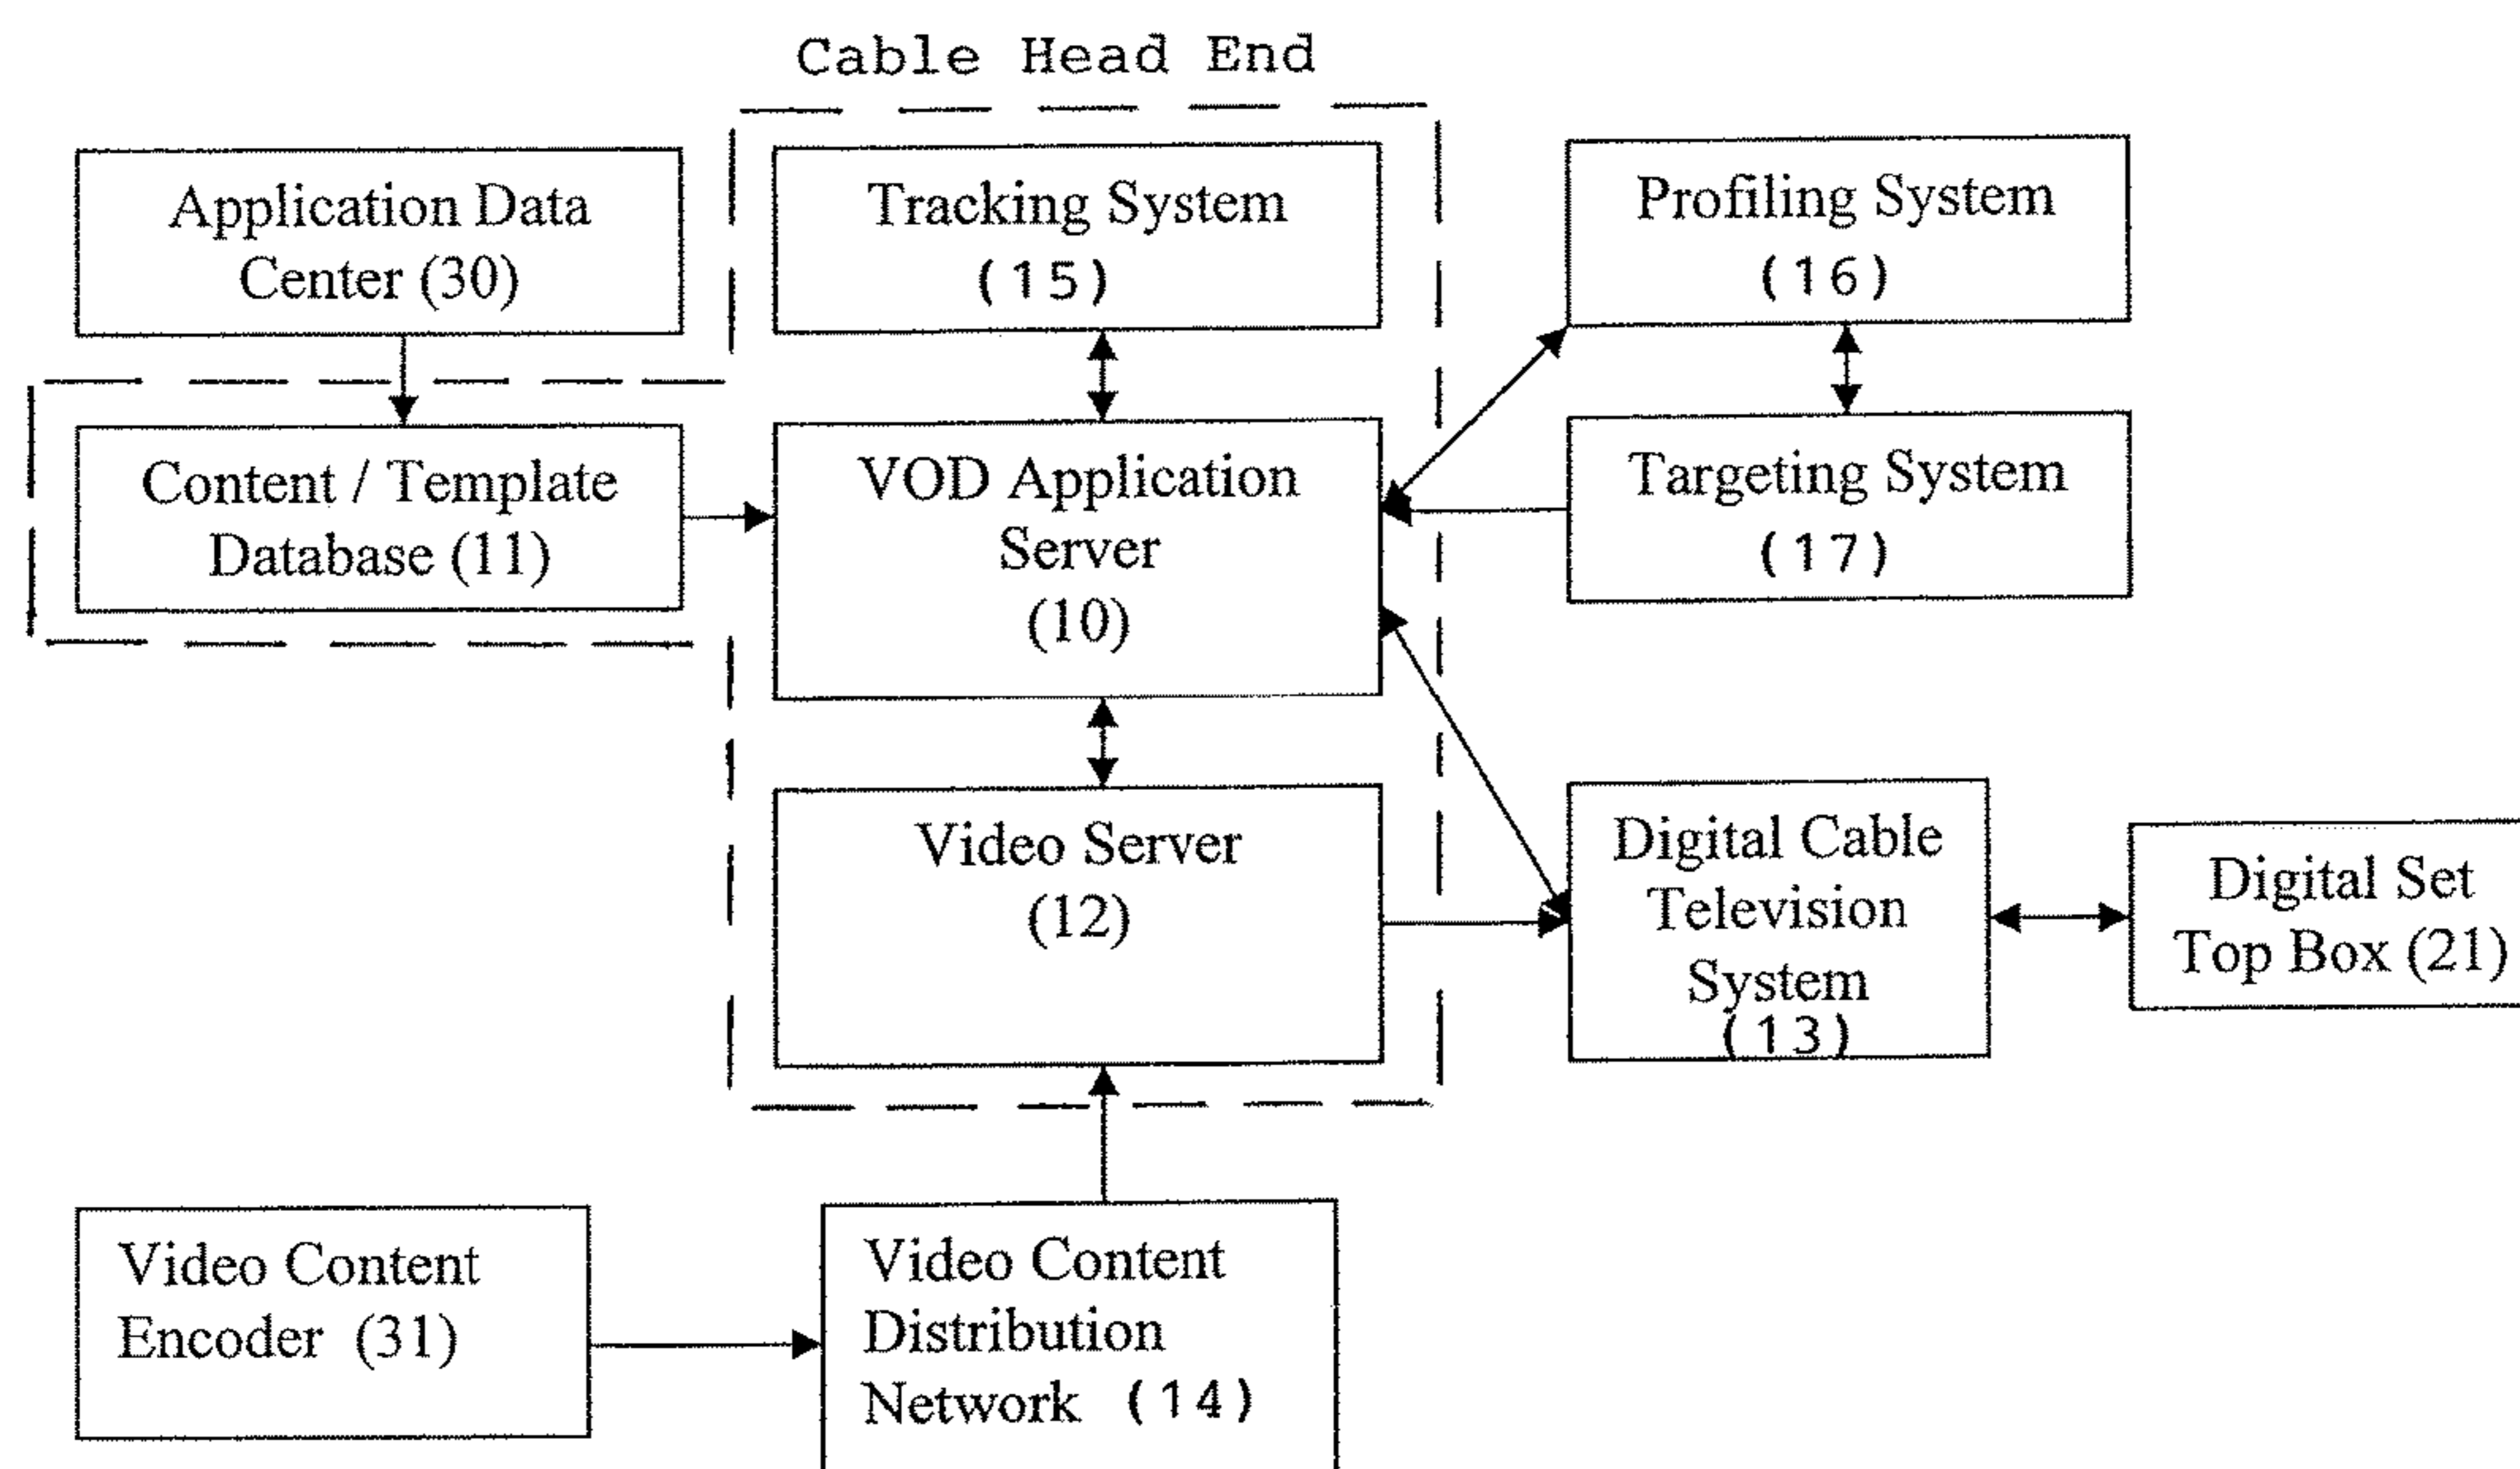 Cable Head End
Application Data
Center (30)
Tracking System
(15)
Profiling System
(16)
Content / Template
Database (11)
VOD Application
Server
(10)
Targeting System
(17)
Video Server
(12)
Digital Cable
Television
System
(13)
Digital Set
Top Box (21)
Video Content
Encoder (31)
Video Content
Distribution
Network (14)